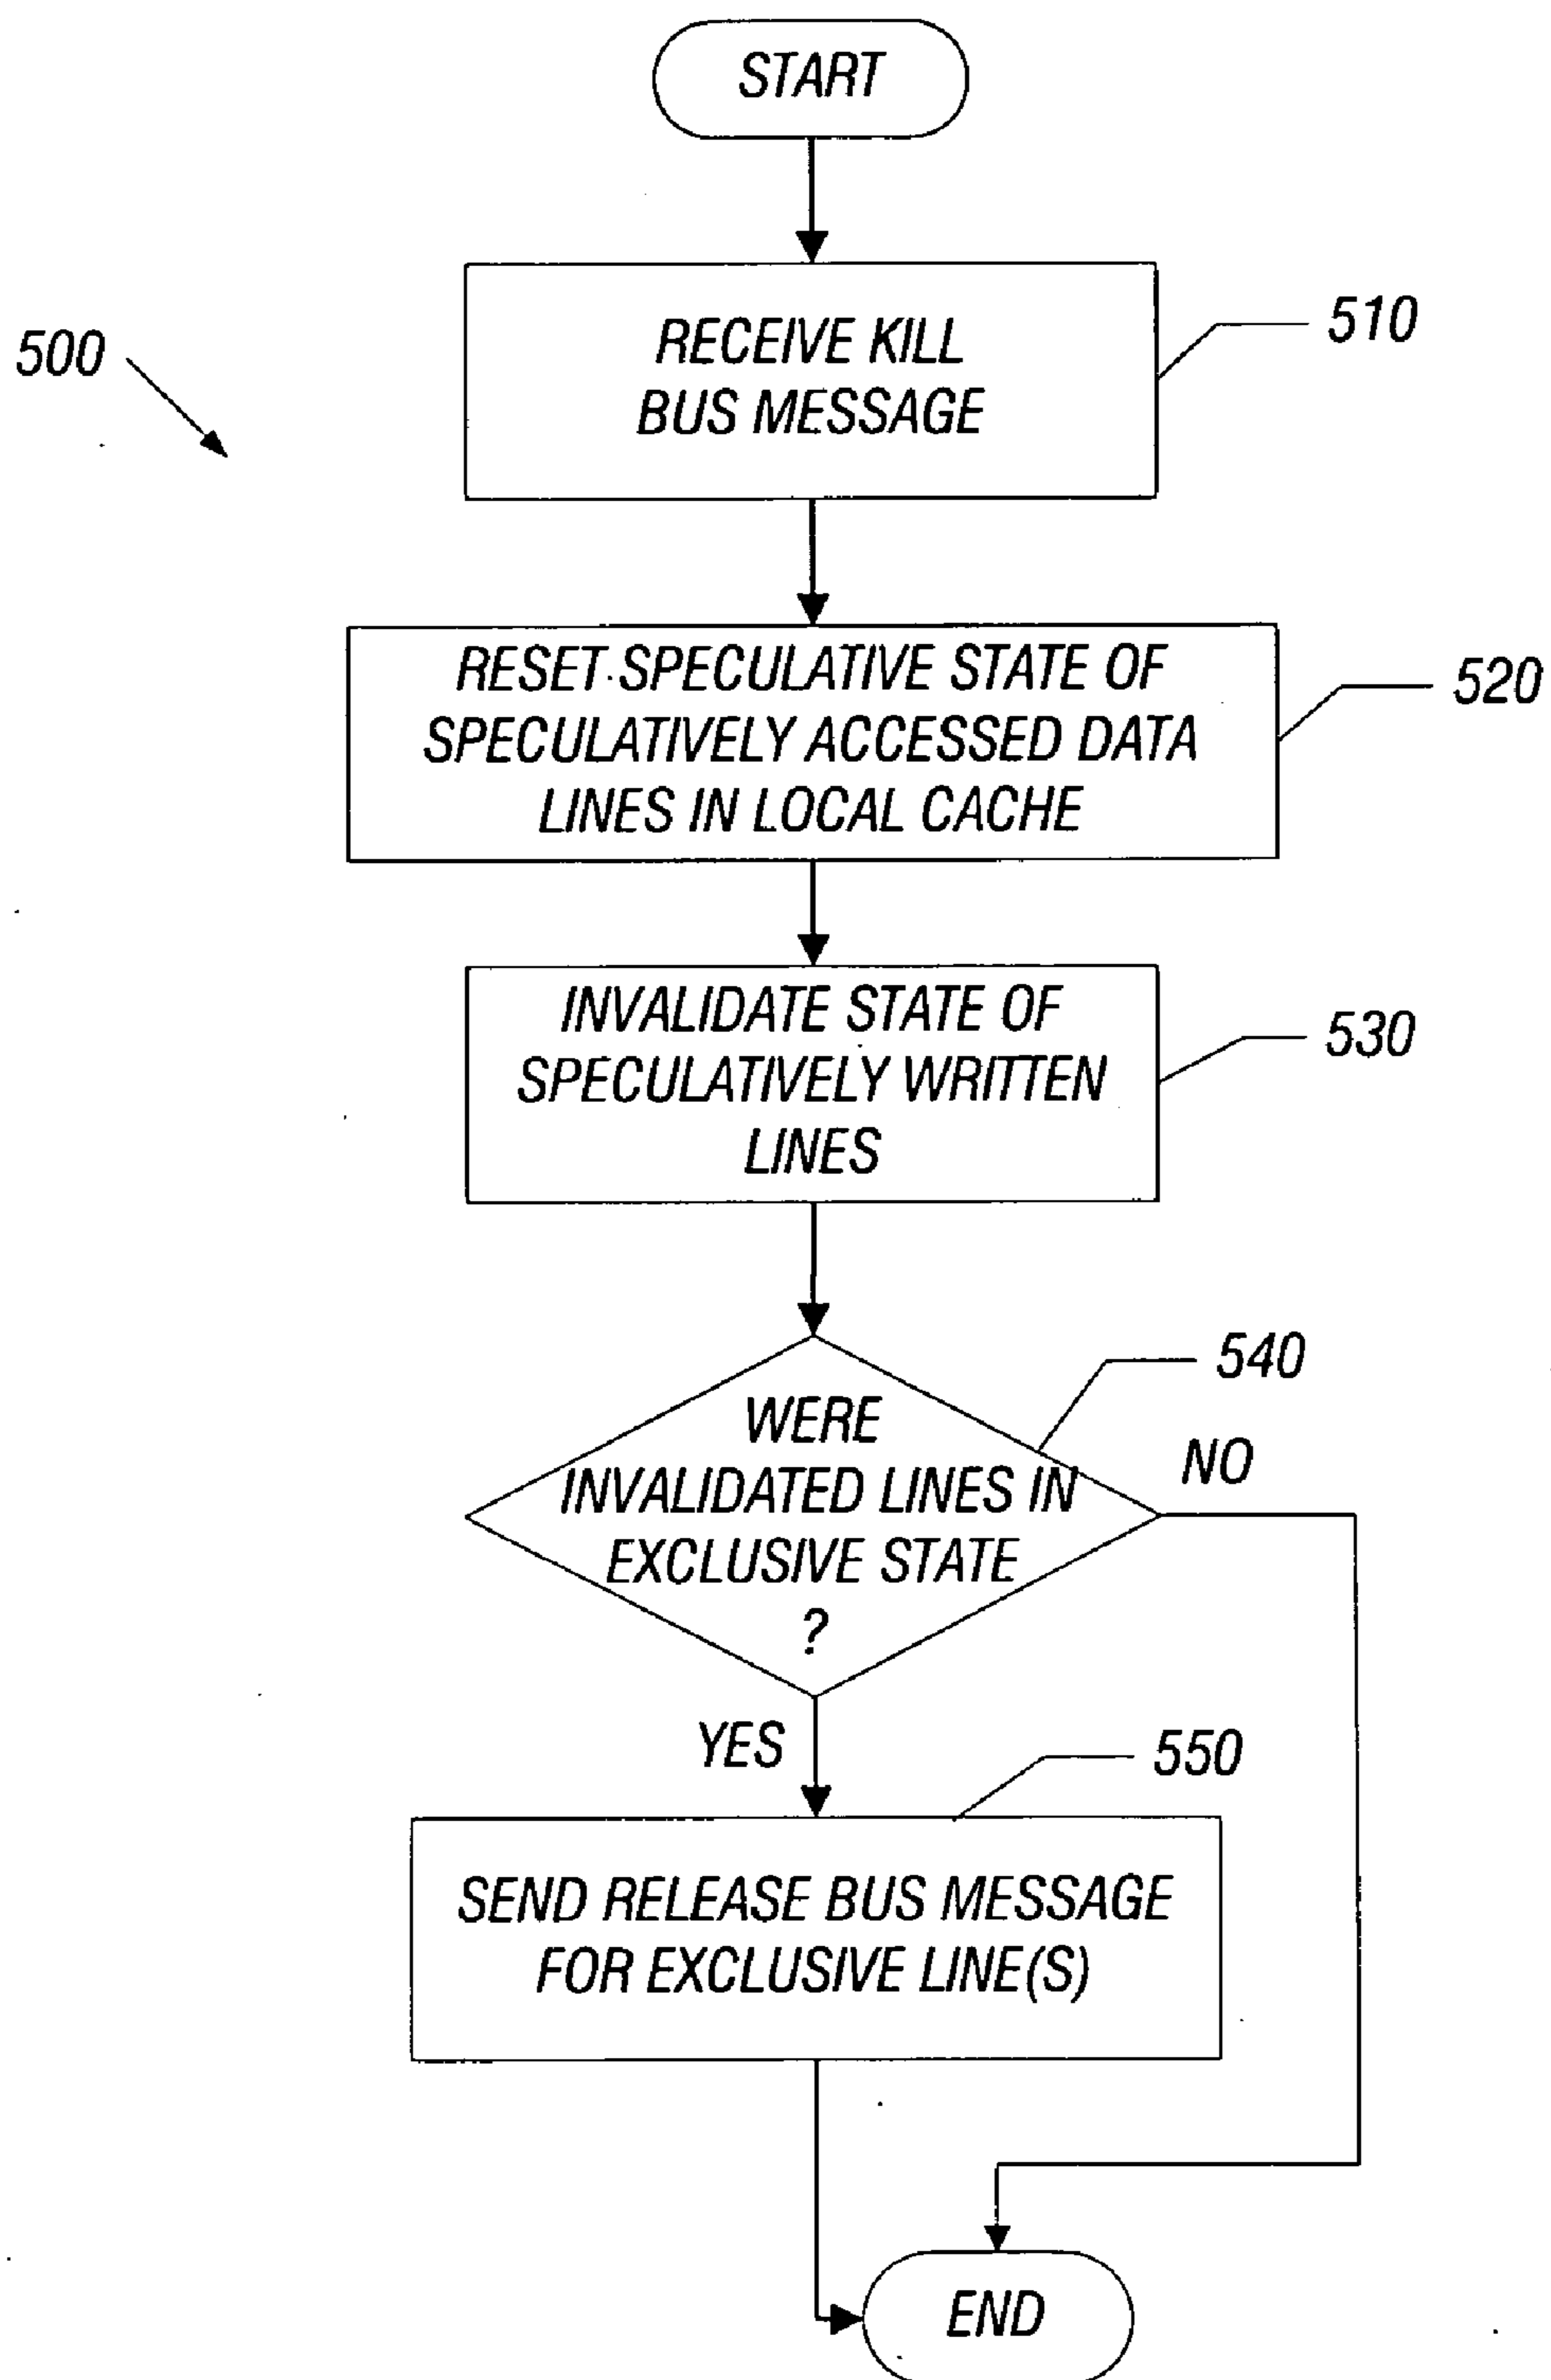 START
RECEIVE KILL
BUS MESSAGE
510
500
RESET SPECULATIVE STATE OF
SPECULATIVELY ACCESSED DATA
LINES IN LOCAL CACHE
520
INVALIDATE STATE OF
SPECULATIVELY WRITTEN
LINES
530
540
WERE
INVALIDATED LINES IN
EXCLUSIVE STATE
?
NO
YES
550
SEND RELEASE BUS MESSAGE
FOR EXCLUSIVE LINE(S)
END